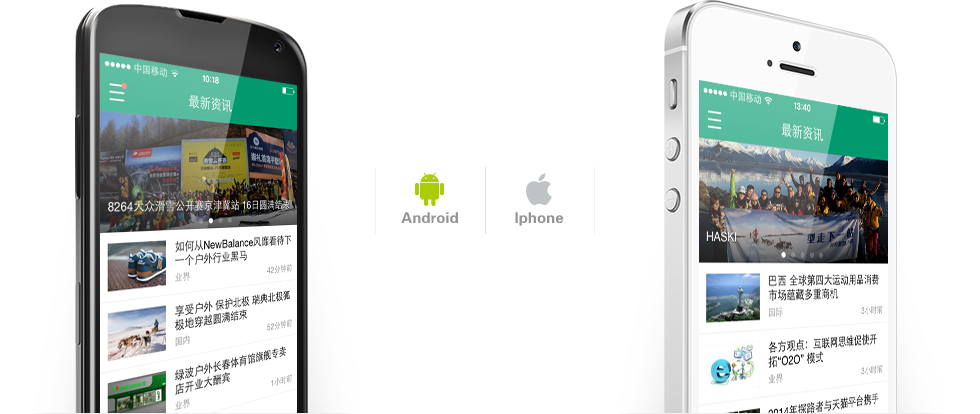 中国移动
10:18
最新资讯
8264大众滑雪公开赛京津冀站 16日圆满结束
如何从NewBalance风靡看待下
一个户外行业黑马
业界
42分钟前
享受户外 保护北极 瑞典北极狐
极地穿越圆满结束
国内
52分钟前
绿波户外长春体育馆旗舰专卖
店开业大酬宾
业界
1小时前
Android
Iphone
中国移动
13:40
最新资讯
HASKI
巴西 全球第四大运动用品消费
市场蕴藏多重商机
国际
3小时前
各方观点：互联网思维促使开
拓“O2O” 模式
业界
3小时前
2014年探路者与天猫平台携手